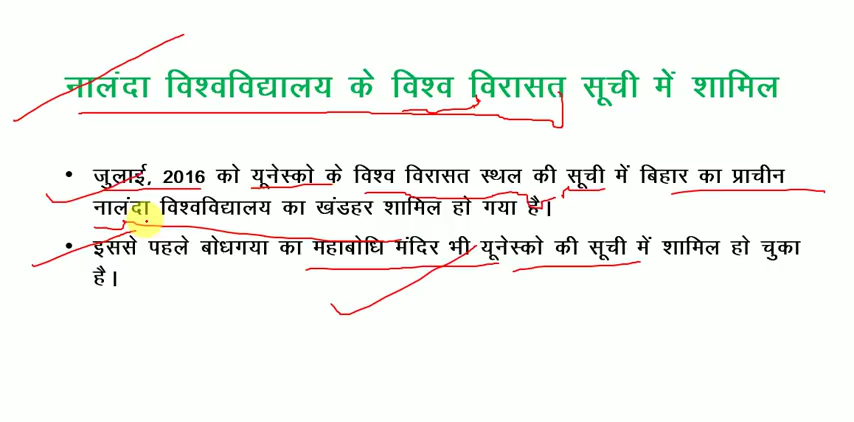 नालंदा विश्वविद्यालय के विश्व विरासत सूची में शामिल
• जुलाई, 2016 को यूनेस्को के विश्व विरासत स्थल की सूची में बिहार का प्राचीन
नालंदा विश्वविद्यालय का खंडहर शामिल हो गया है।
• इससे पहले बोधगया का महाबोधि मंदिर भी यूनेस्को की सूची में शामिल हो चुका
है।